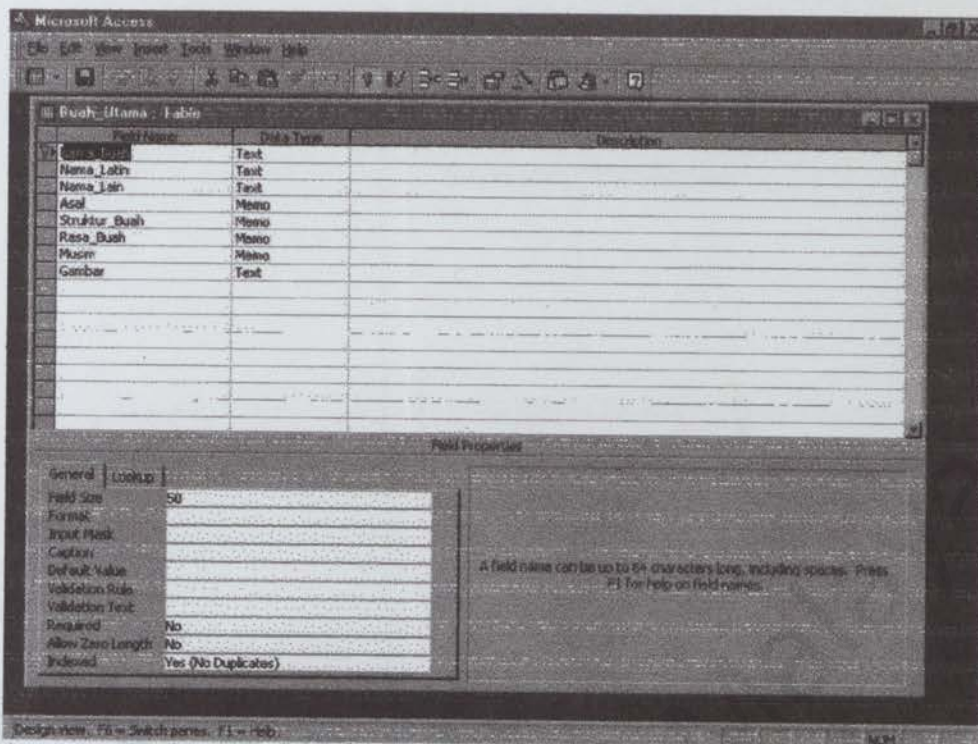 Microsoft Access
File Edit View Insert Tools Window Help
Buah_Utama : Table
Field Name Data Type Description
Text
Nama_Latin Text
Nama_Lain Text
Asal Memo
Struktur_Buah Memo
Rasa_Buah Memo
Musim Memo
Gambar Text
Field Properties
General Lookup
Field Size 50
Format
Input Mask
Caption
Default Value
Validation Rule
Validation Text
Required No
Allow Zero Length No
Indexed Yes (No Duplicates)
A field name can be up to 64 characters long, including spaces. Press
F1 for help on field names.
Design view. F6 = Switch panes. F1 = Help.
NUM